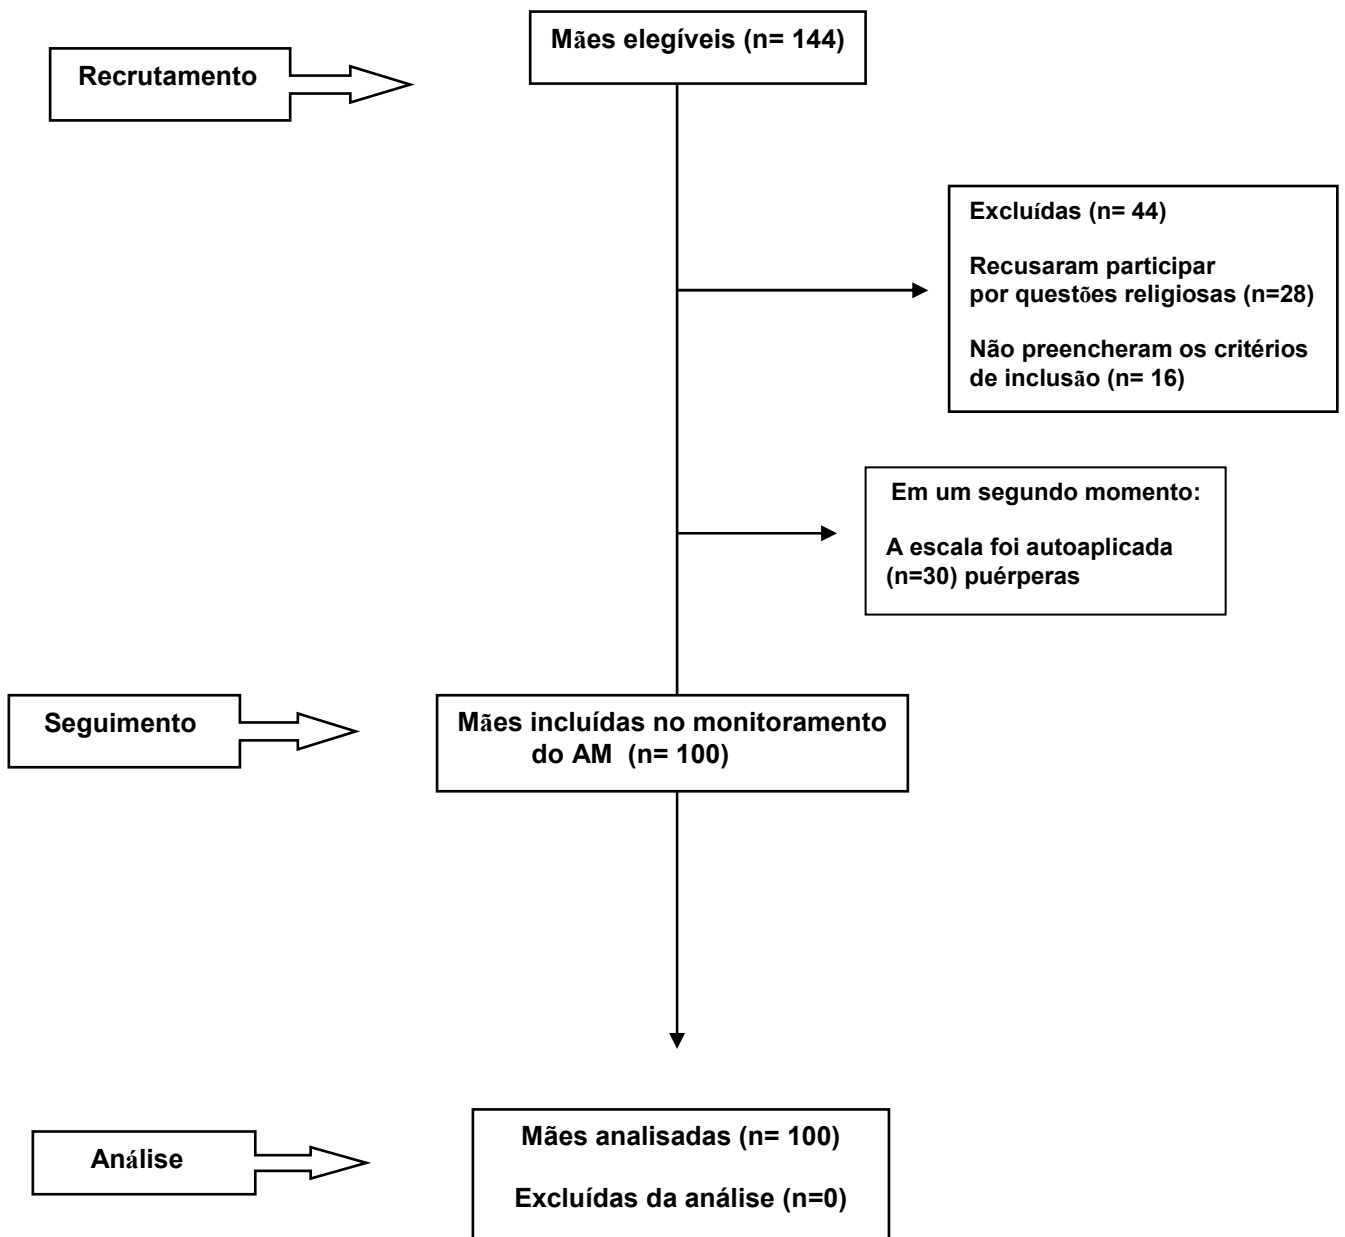 Mães elegíveis (n= 144)
Recrutamento
Excluídas (n= 44)
Recusaram participar
por questões religiosas (n=28)
Não preencheram os critérios
de inclusão (n= 16)
Em um segundo momento:
A escala foi autoaplicada
(n=30) puérperas
Seguimento
Mães incluídas no monitoramento
do AM (n= 100)
Análise
Mães analisadas (n= 100)
Excluídas da análise (n=0)